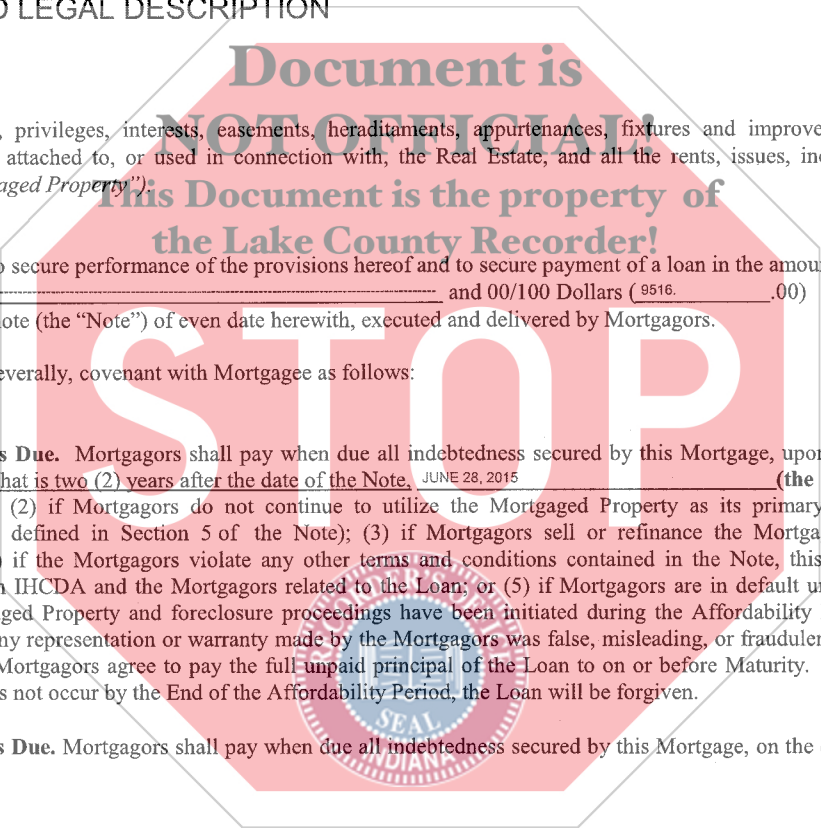 LEGAL DESCRIPTION
Document is
, privileges, interests, easements, heraditaments, appurtenances, fixtures and improve
NOT OFFICIAL!
attached to, or used in connection with, the Real Estate, and all the rents, issues, in
aged Property”):
This Document is the property of
the Lake County Recorder!
o secure performance of the provisions hereof and to secure payment of a loan in the amou
and 00/100 Dollars ( 9516. .00)
ote (the “Note”) of even date herewith, executed and delivered by Mortgagors.
STOP
everally, covenant with Mortgagee as follows:
s Due. Mortgagors shall pay when due all indebtedness secured by this Mortgage, upo
hat is two (2) years after the date of the Note, JUNE 28, 2015 (the
(2) if Mortgagors do not continue to utilize the Mortgaged Property as its primary
defined in Section 5 of the Note); (3) if Mortgagors sell or refinance the Mortga
) if the Mortgagors violate any other terms and conditions contained in the Note, this
n IHCDA and the Mortgagors related to the Loan; or (5) if Mortgagors are in default u
ged Property and foreclosure proceedings have been initiated during the Affordability
ny representation or warranty made by the Mortgagors was false, misleading, or fraudule
Mortgagors agree to pay the full unpaid principal of the Loan to on or before Maturity.
s not occur by the End of the Affordability Period, the Loan will be forgiven.
SEAL
INDIANA
s Due. Mortgagors shall pay when due all indebtedness secured by this Mortgage, on the